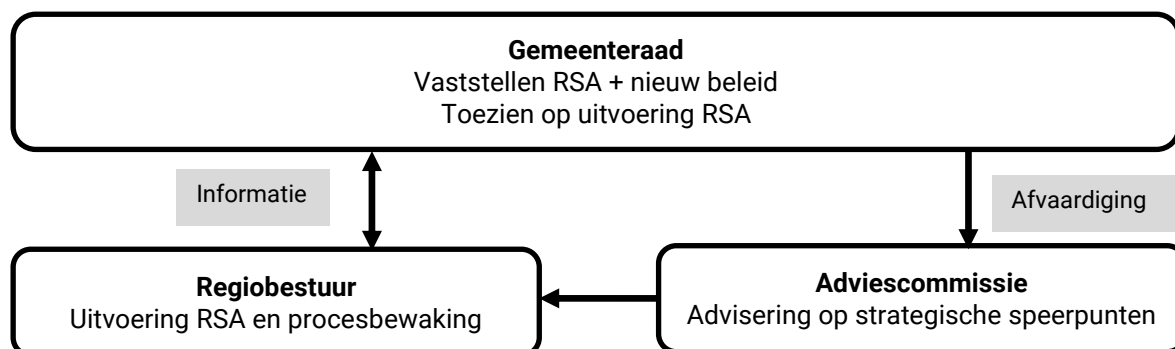 Gemeenteraad
Vaststellen RSA + nieuw beleid
Toezien op uitvoering RSA
Informatie
Afvaardiging
Regiobestuur
Uitvoering RSA en procesbewaking
Adviescommissie
Advisering op strategische speerpunten